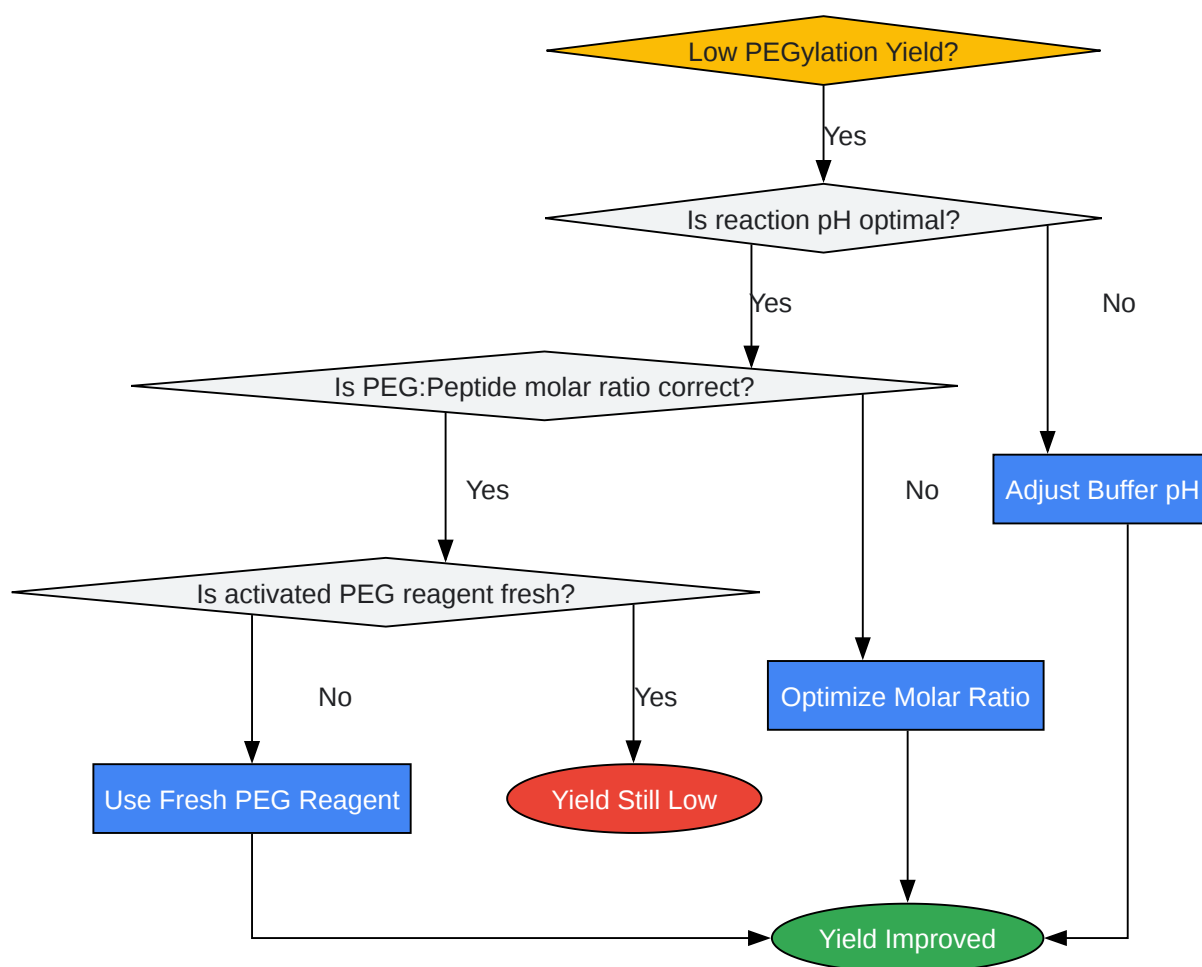 Low PEGylation Yield?
Yes
Is reaction pH optimal?
Yes
No
Is PEG:Peptide molar ratio correct?
Yes
No
Adjust Buffer pH
Is activated PEG reagent fresh?
No
Yes
Optimize Molar Ratio
Use Fresh PEG Reagent
Yield Still Low
Yield Improved